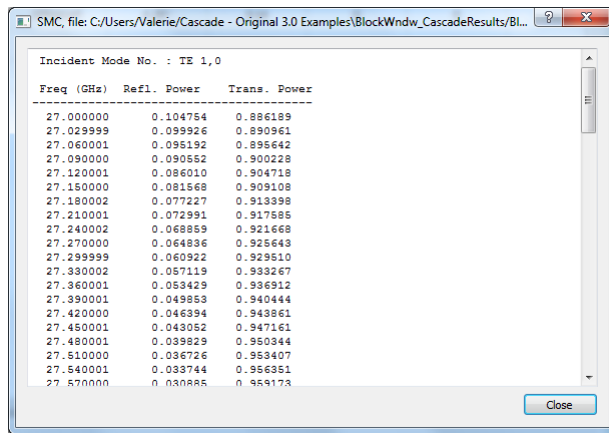 SMC, file: C:/Users/Valerie/Cascade - Original 3.0 Examples\BlockWndw_CascadeResults/Bl...
Incident Mode No. : TE 1,0
Freq (GHz) Refl. Power Trans. Power
----------------------------------------
27.000000 0.104754 0.886189
27.029999 0.099926 0.890961
27.060001 0.095192 0.895642
27.090000 0.090552 0.900228
27.120001 0.086010 0.904718
27.150000 0.081568 0.909108
27.180002 0.077227 0.913398
27.210001 0.072991 0.917585
27.240002 0.068859 0.921668
27.270000 0.064836 0.925643
27.299999 0.060922 0.929510
27.330002 0.057119 0.933267
27.360001 0.053429 0.936912
27.390001 0.049853 0.940444
27.420000 0.046394 0.943861
27.450001 0.043052 0.947161
27.480001 0.039829 0.950344
27.510000 0.036726 0.953407
27.540001 0.033744 0.956351
27.570000 0.030885 0.959173
Close